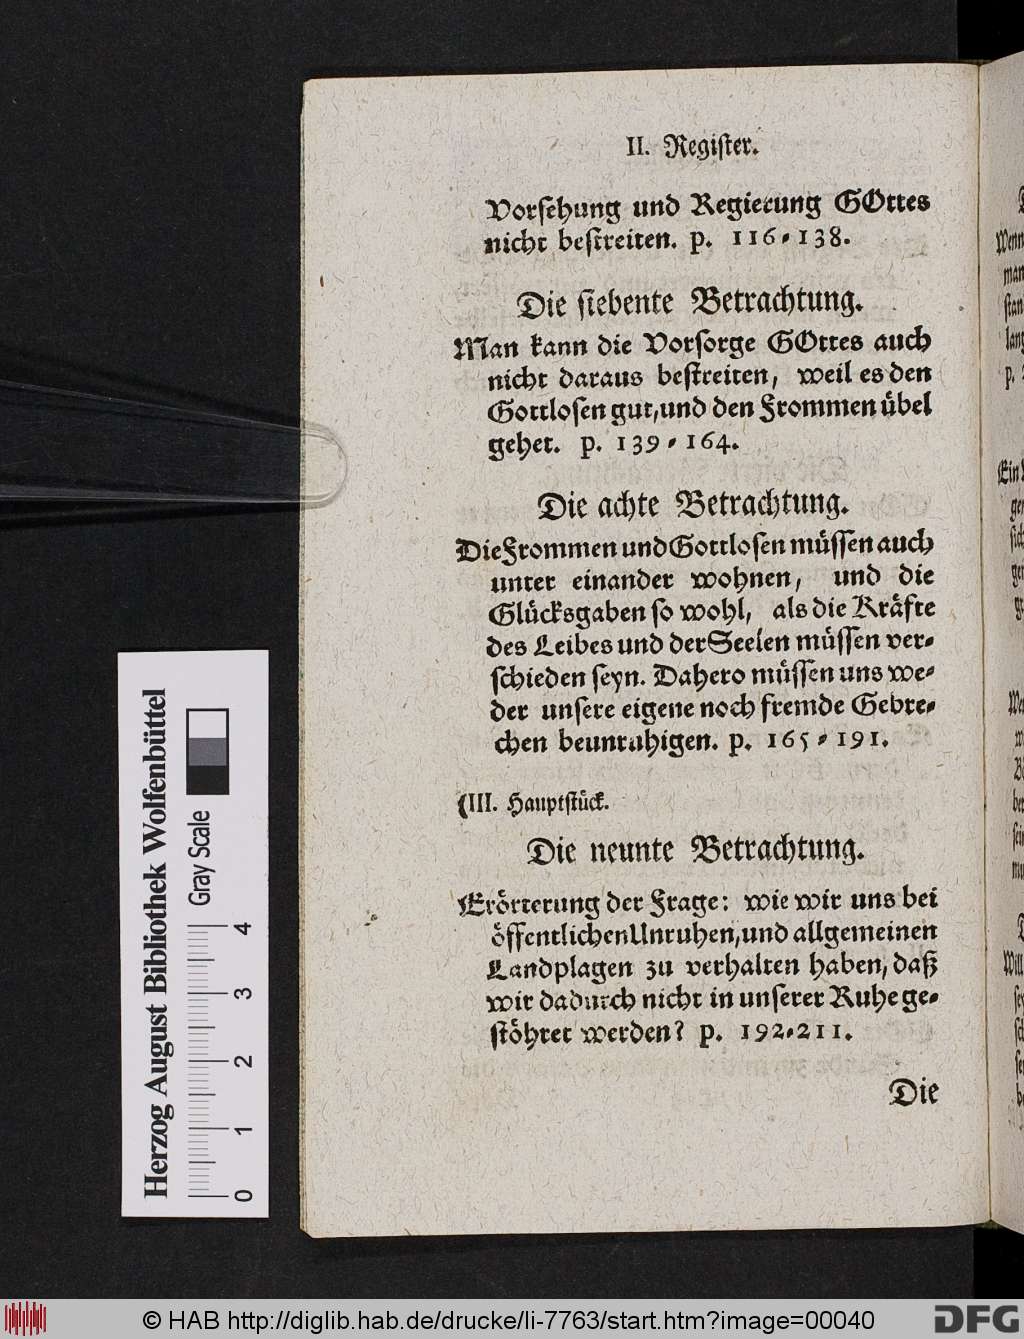 II. Register.
Vorsehung und Regierung GOttes
nicht bestreiten. p. 116-138.
Die siebente Betrachtung.
Man kann die Vorsorge GOttes auch
nicht daraus bestreiten, weil es den
Gottlosen gut, und den Frommen übel
gehet. p. 139-164.
Die achte Betrachtung.
Die Frommen und Gottlosen müssen auch
unter einander wohnen, und die
Glücksgaben so wohl, als die Kräfte
des Leibes und der Seelen müssen ver-
schieden seyn. Dahero müssen uns we-
der unsere eigene noch fremde Gebre-
chen beunruhigen. p. 165-191.
(III. Hauptstück.
Die neunte Betrachtung.
Erörterung der Frage: wie wir uns bei
öffentlichen Unruhen, und allgemeinen
Landplagen zu verhalten haben, daß
wir dadurch nicht in unserer Ruhe ge-
stöhret werden? p. 192-211.
Die
Herzog August Bibliothek Wolfenbüttel
Gray Scale
0 1 2 3 4
© HAB http://diglib.hab.de/drucke/li-7763/start.htm?image=00040
DFG